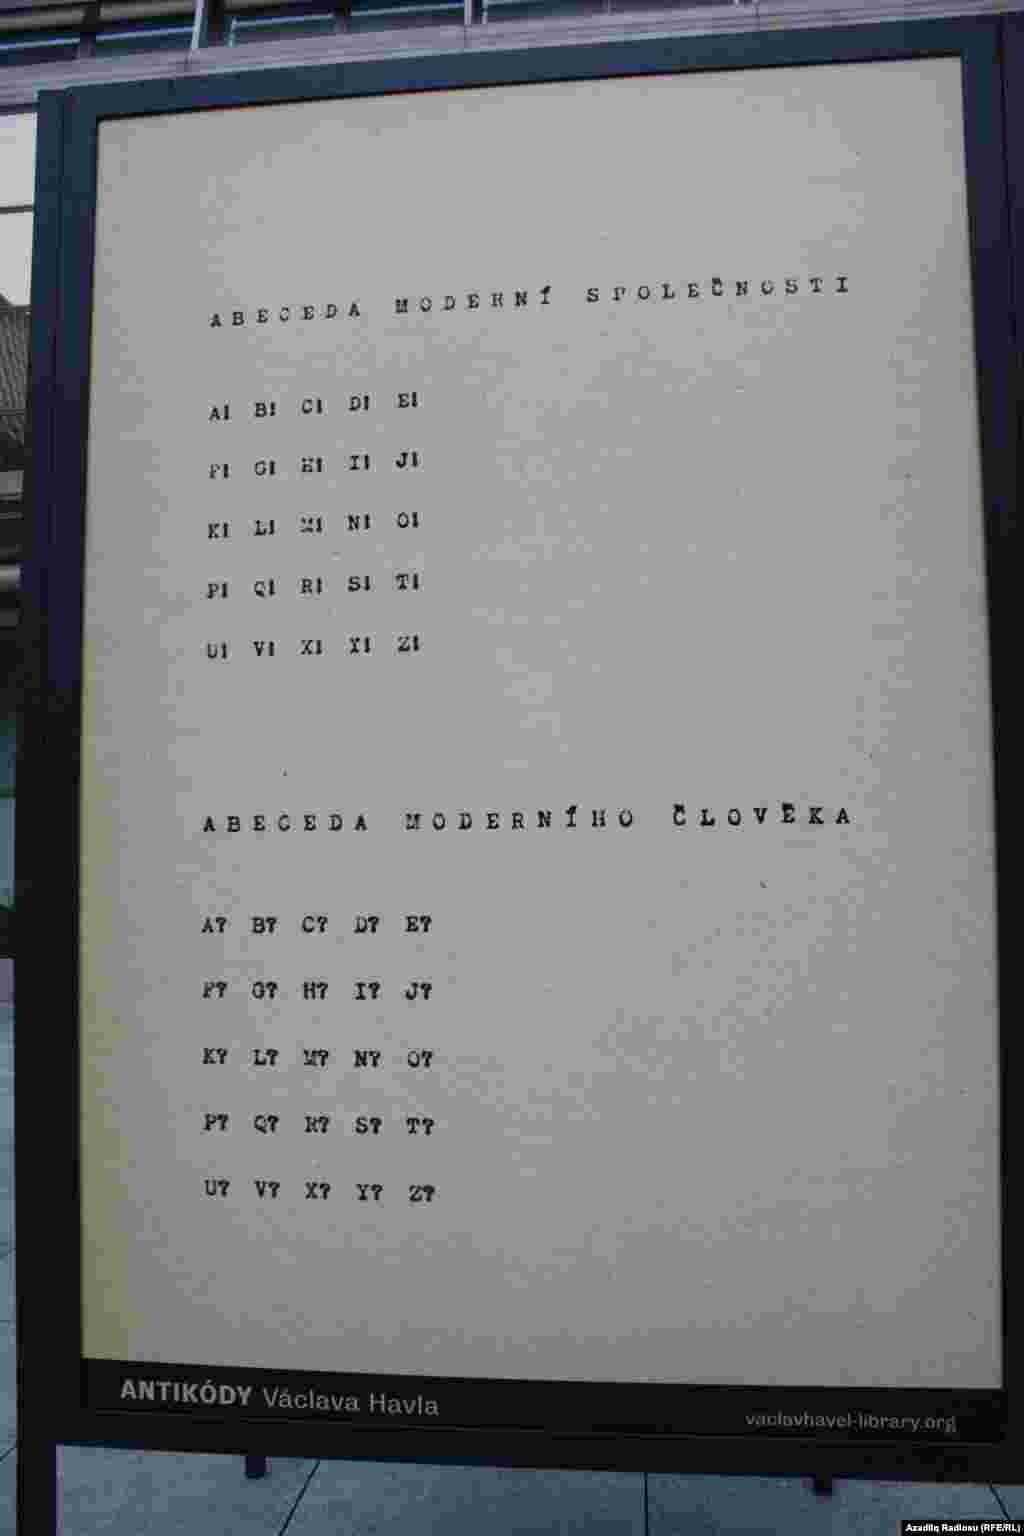 ABECEDA MODERNÍ SPOLEČNOSTI
A! B! C! D! E!
F! G! H! I! J!
K! L! M! N! O!
P! Q! R! S! T!
U! V! X! Y! Z!
ABECEDA MODERNÍHO ČLOVĚKA
A? B? C? D? E?
F? G? H? I? J?
K? L? M? N? O?
P? Q? R? S? T?
U? V? X? Y? Z?
ANTIKÓDY Václava Havla
vaclavhavel-library.org
Azadliq Radiosu (RFE/RL)